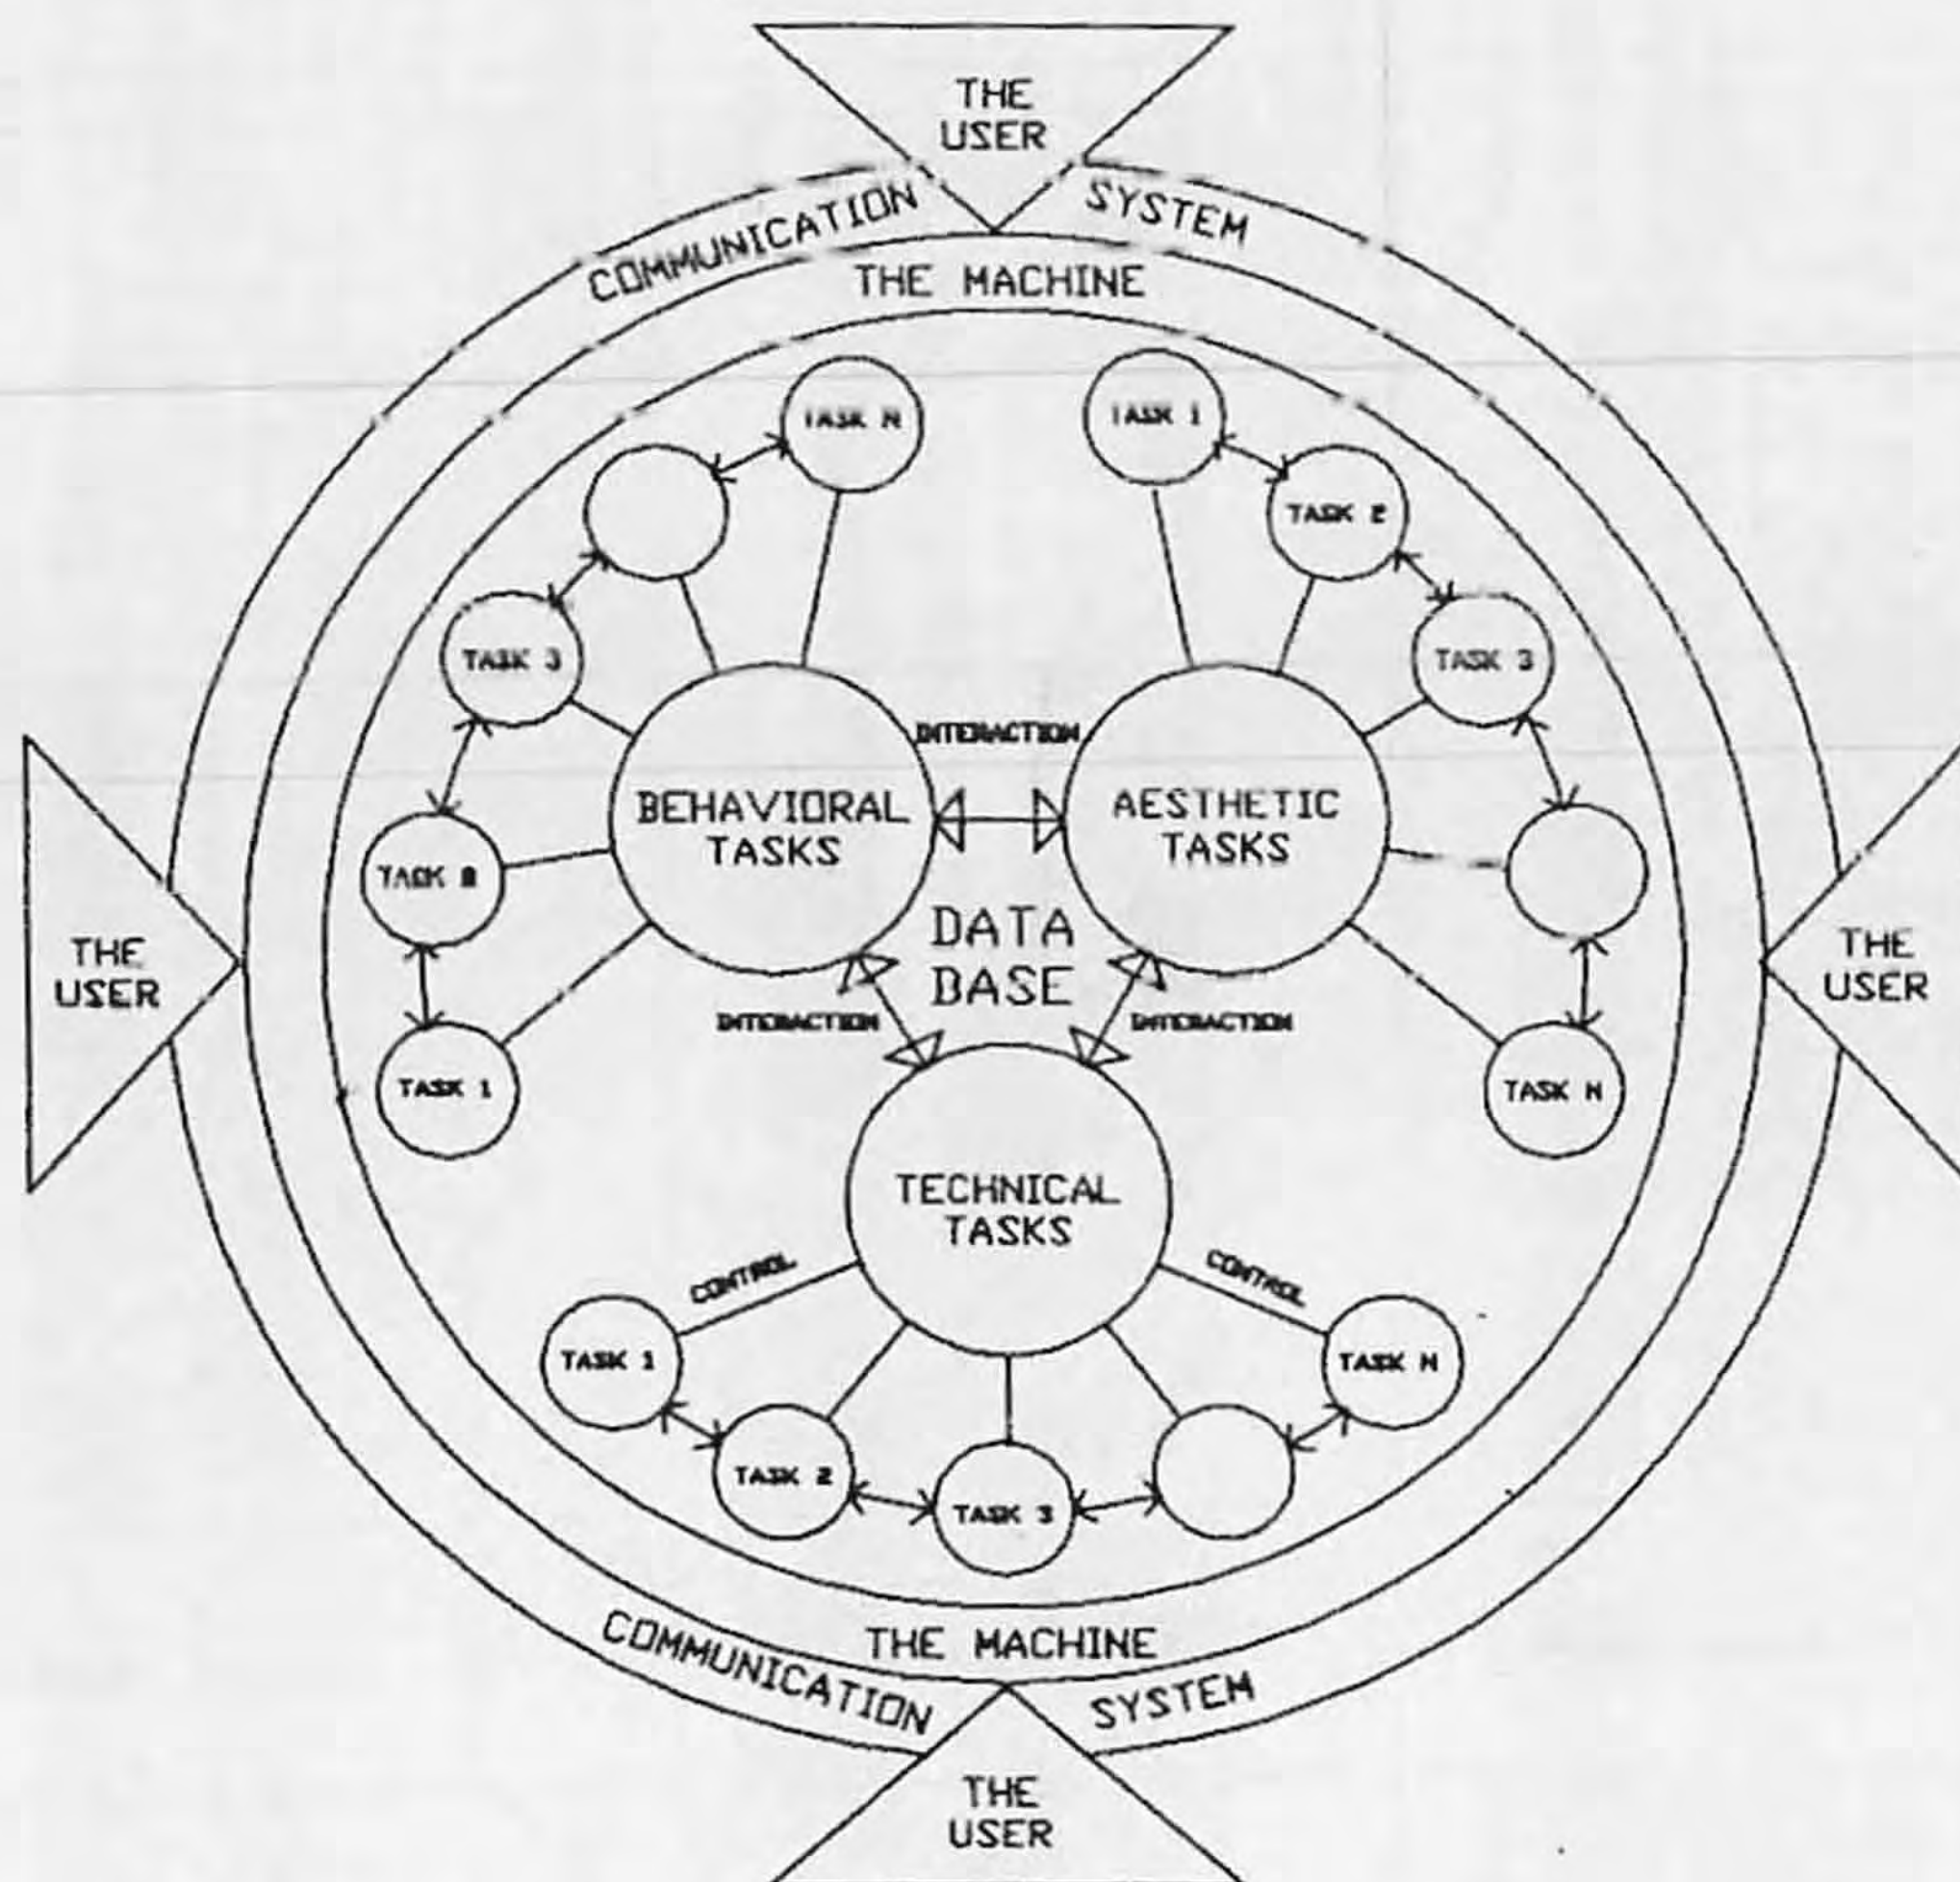 THE
USER
COMMUNICATION SYSTEM
THE MACHINE
TASK N
TASK 1
TASK 2
TASK 3
TASK 3
INTERACTION
BEHAVIORAL
TASKS
AESTHETIC
TASKS
TASK 2
DATA
BASE
THE
USER
THE
USER
INTERACTION
INTERACTION
TASK 1
TASK N
TECHNICAL
TASKS
CONTROL
CONTROL
TASK 1
TASK N
TASK 2
TASK 3
THE MACHINE
COMMUNICATION SYSTEM
THE
USER